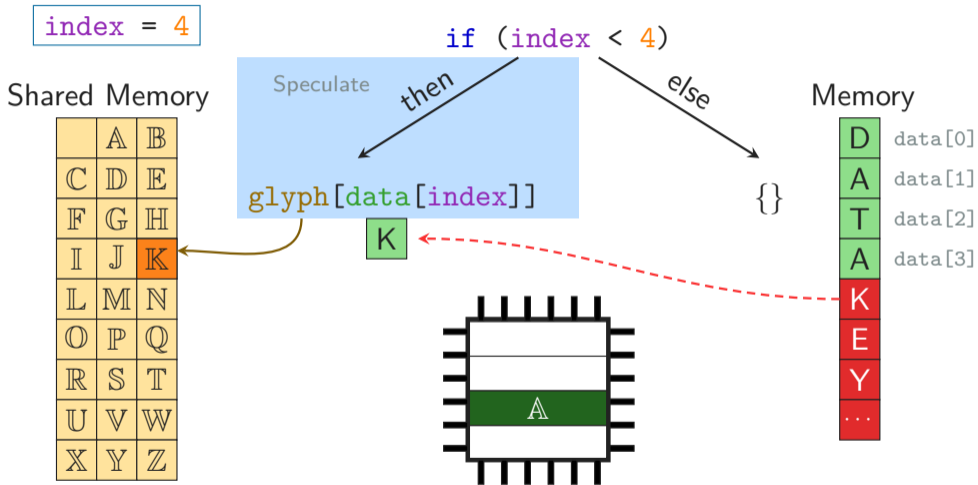 index = 4
if (index < 4)
Speculate
then
else
Shared Memory
Memory
𝔸 𝔹
ℂ 𝔻 𝔼
𝔽 𝔾 ℍ
𝕀 𝕁 𝕂
𝕃 𝕄 ℕ
𝕆 ℙ ℚ
ℝ 𝕊 𝕋
𝕌 𝕍 𝕎
𝕏 𝕐 ℤ
glyph[data[index]]
K
{}
𝔸
D data[0]
A data[1]
T data[2]
A data[3]
K
E
Y
...